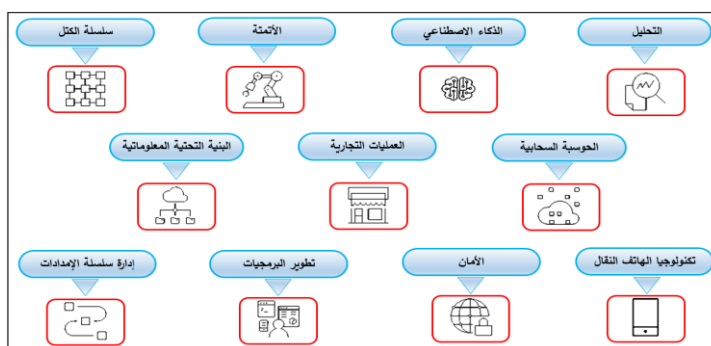 التحليل
الذكاء الاصطناعي
الأتمتة
سلسلة الكتل
الحوسبة السحابية
العمليات التجارية
البنية التحتية المعلوماتية
تكنولوجيا الهاتف النقال
الأمان
تطوير البرمجيات
إدارة سلسلة الإمدادات